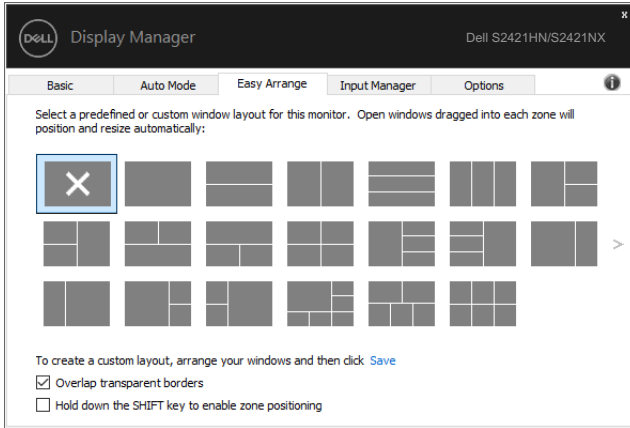 x
DELL Display Manager Dell S2421HN/S2421NX
Basic Auto Mode Easy Arrange Input Manager Options
Select a predefined or custom window layout for this monitor. Open windows dragged into each zone will
position and resize automatically:
To create a custom layout, arrange your windows and then click Save
Overlap transparent borders
Hold down the SHIFT key to enable zone positioning